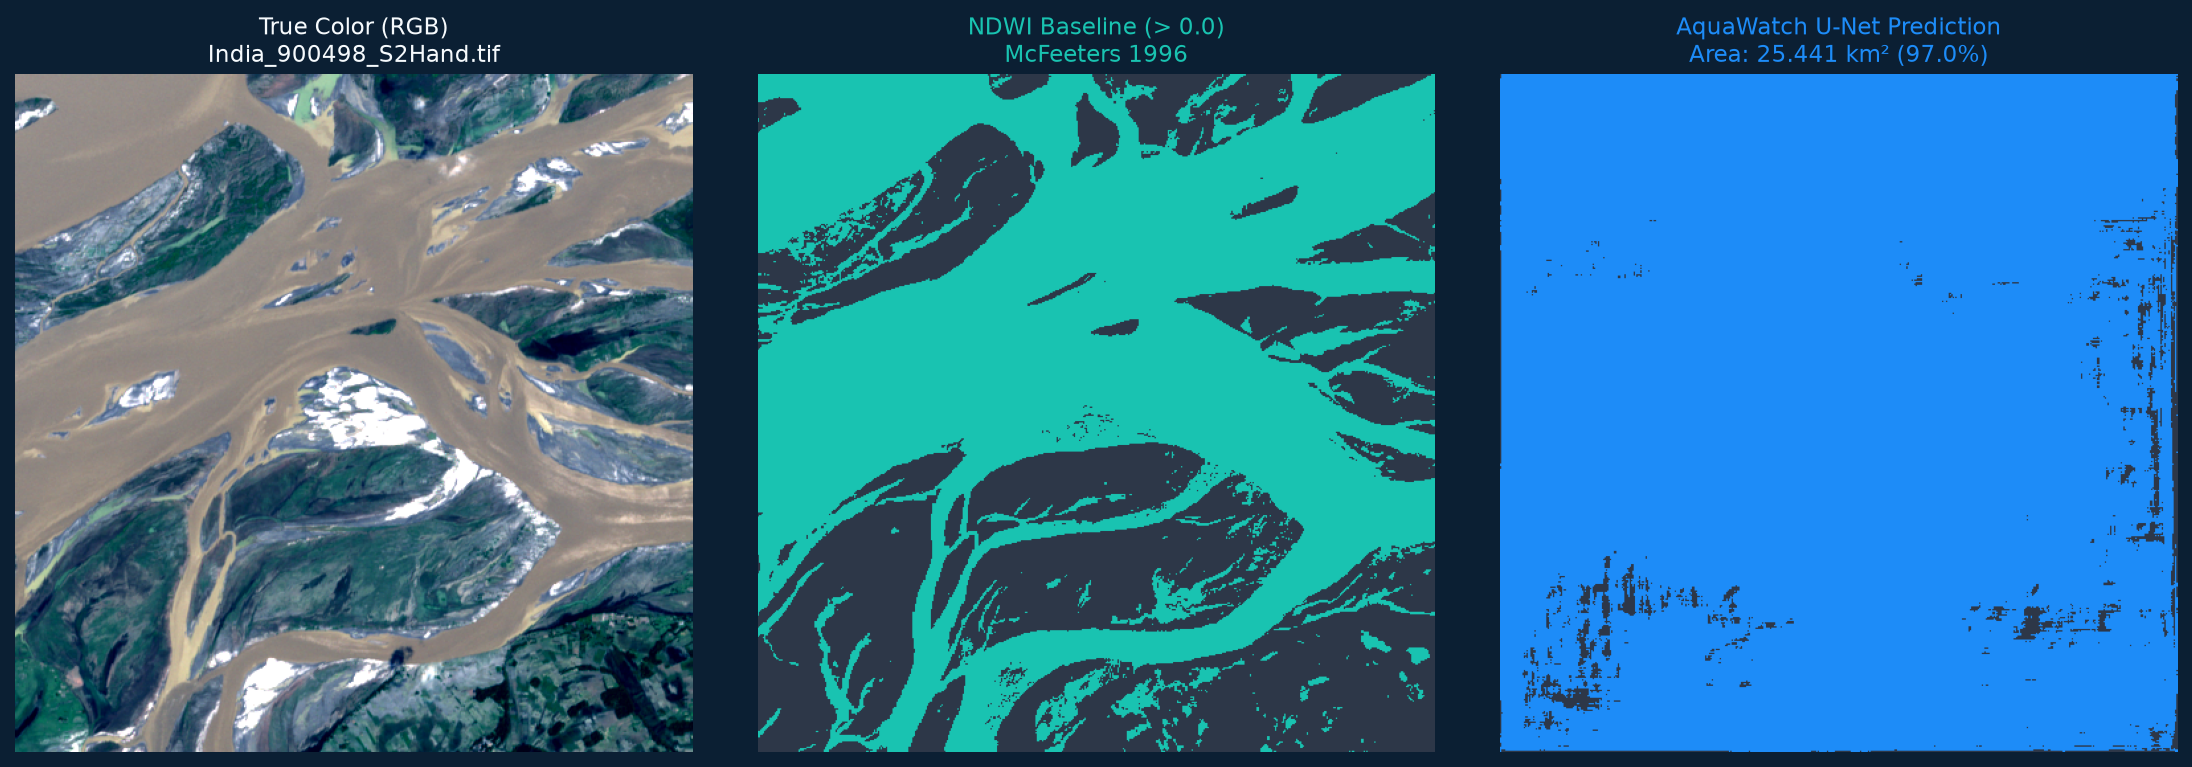 True Color (RGB)
India_900498_S2Hand.tif
NDWI Baseline (> 0.0)
McFeeters 1996
AquaWatch U-Net Prediction
Area: 25.441 km² (97.0%)